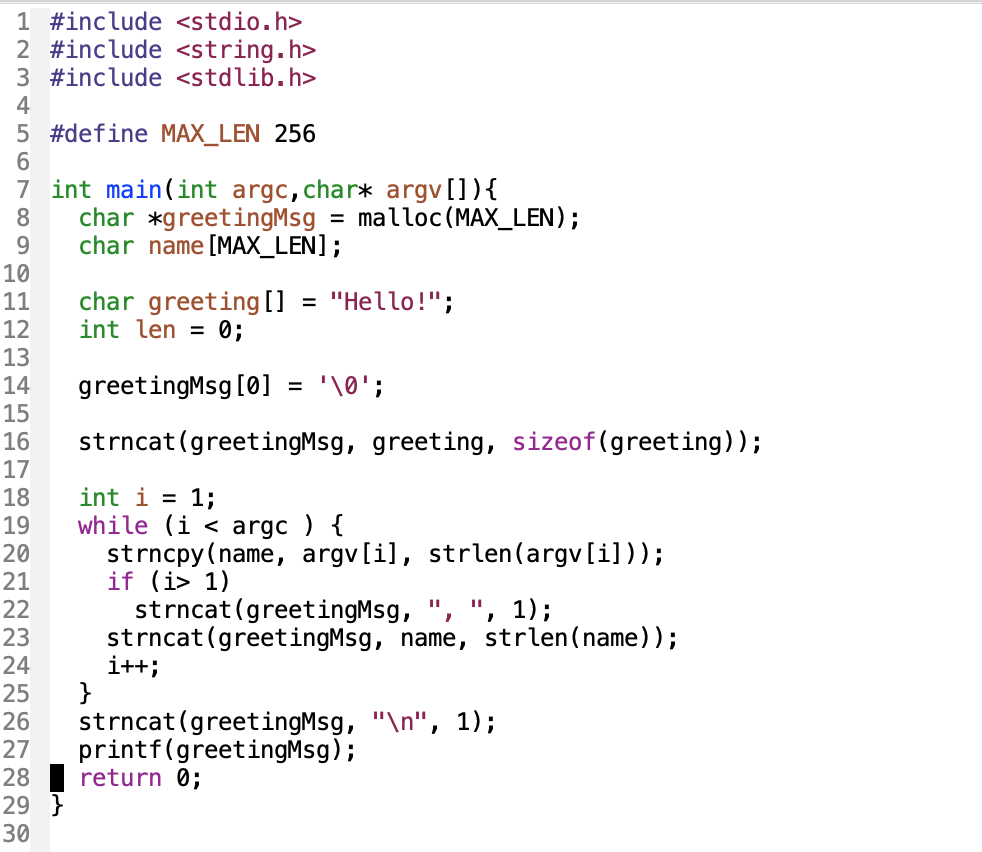 1 #include <stdio.h>
2 #include <string.h>
3 #include <stdlib.h>
4
5 #define MAX_LEN 256
6
7 int main(int argc,char* argv[]){
8   char *greetingMsg = malloc(MAX_LEN);
9   char name[MAX_LEN];
10
11   char greeting[] = "Hello!";
12   int len = 0;
13
14   greetingMsg[0] = '\0';
15
16   strncat(greetingMsg, greeting, sizeof(greeting));
17
18   int i = 1;
19   while (i < argc ) {
20     strncpy(name, argv[i], strlen(argv[i]));
21     if (i> 1)
22       strncat(greetingMsg, ", ", 1);
23     strncat(greetingMsg, name, strlen(name));
24     i++;
25   }
26   strncat(greetingMsg, "\n", 1);
27   printf(greetingMsg);
28   return 0;
29 }
30